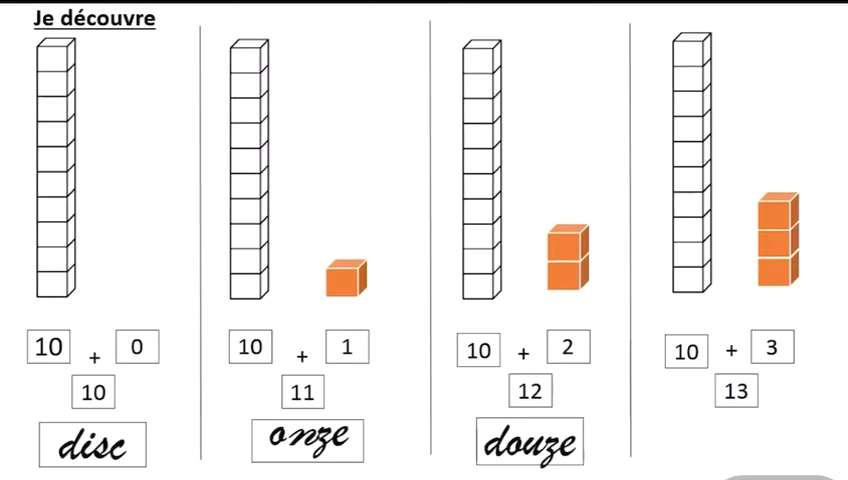 Je découvre
10 + 0
10
disc
10 + 1
11
onze
10 + 2
12
douze
10 + 3
13